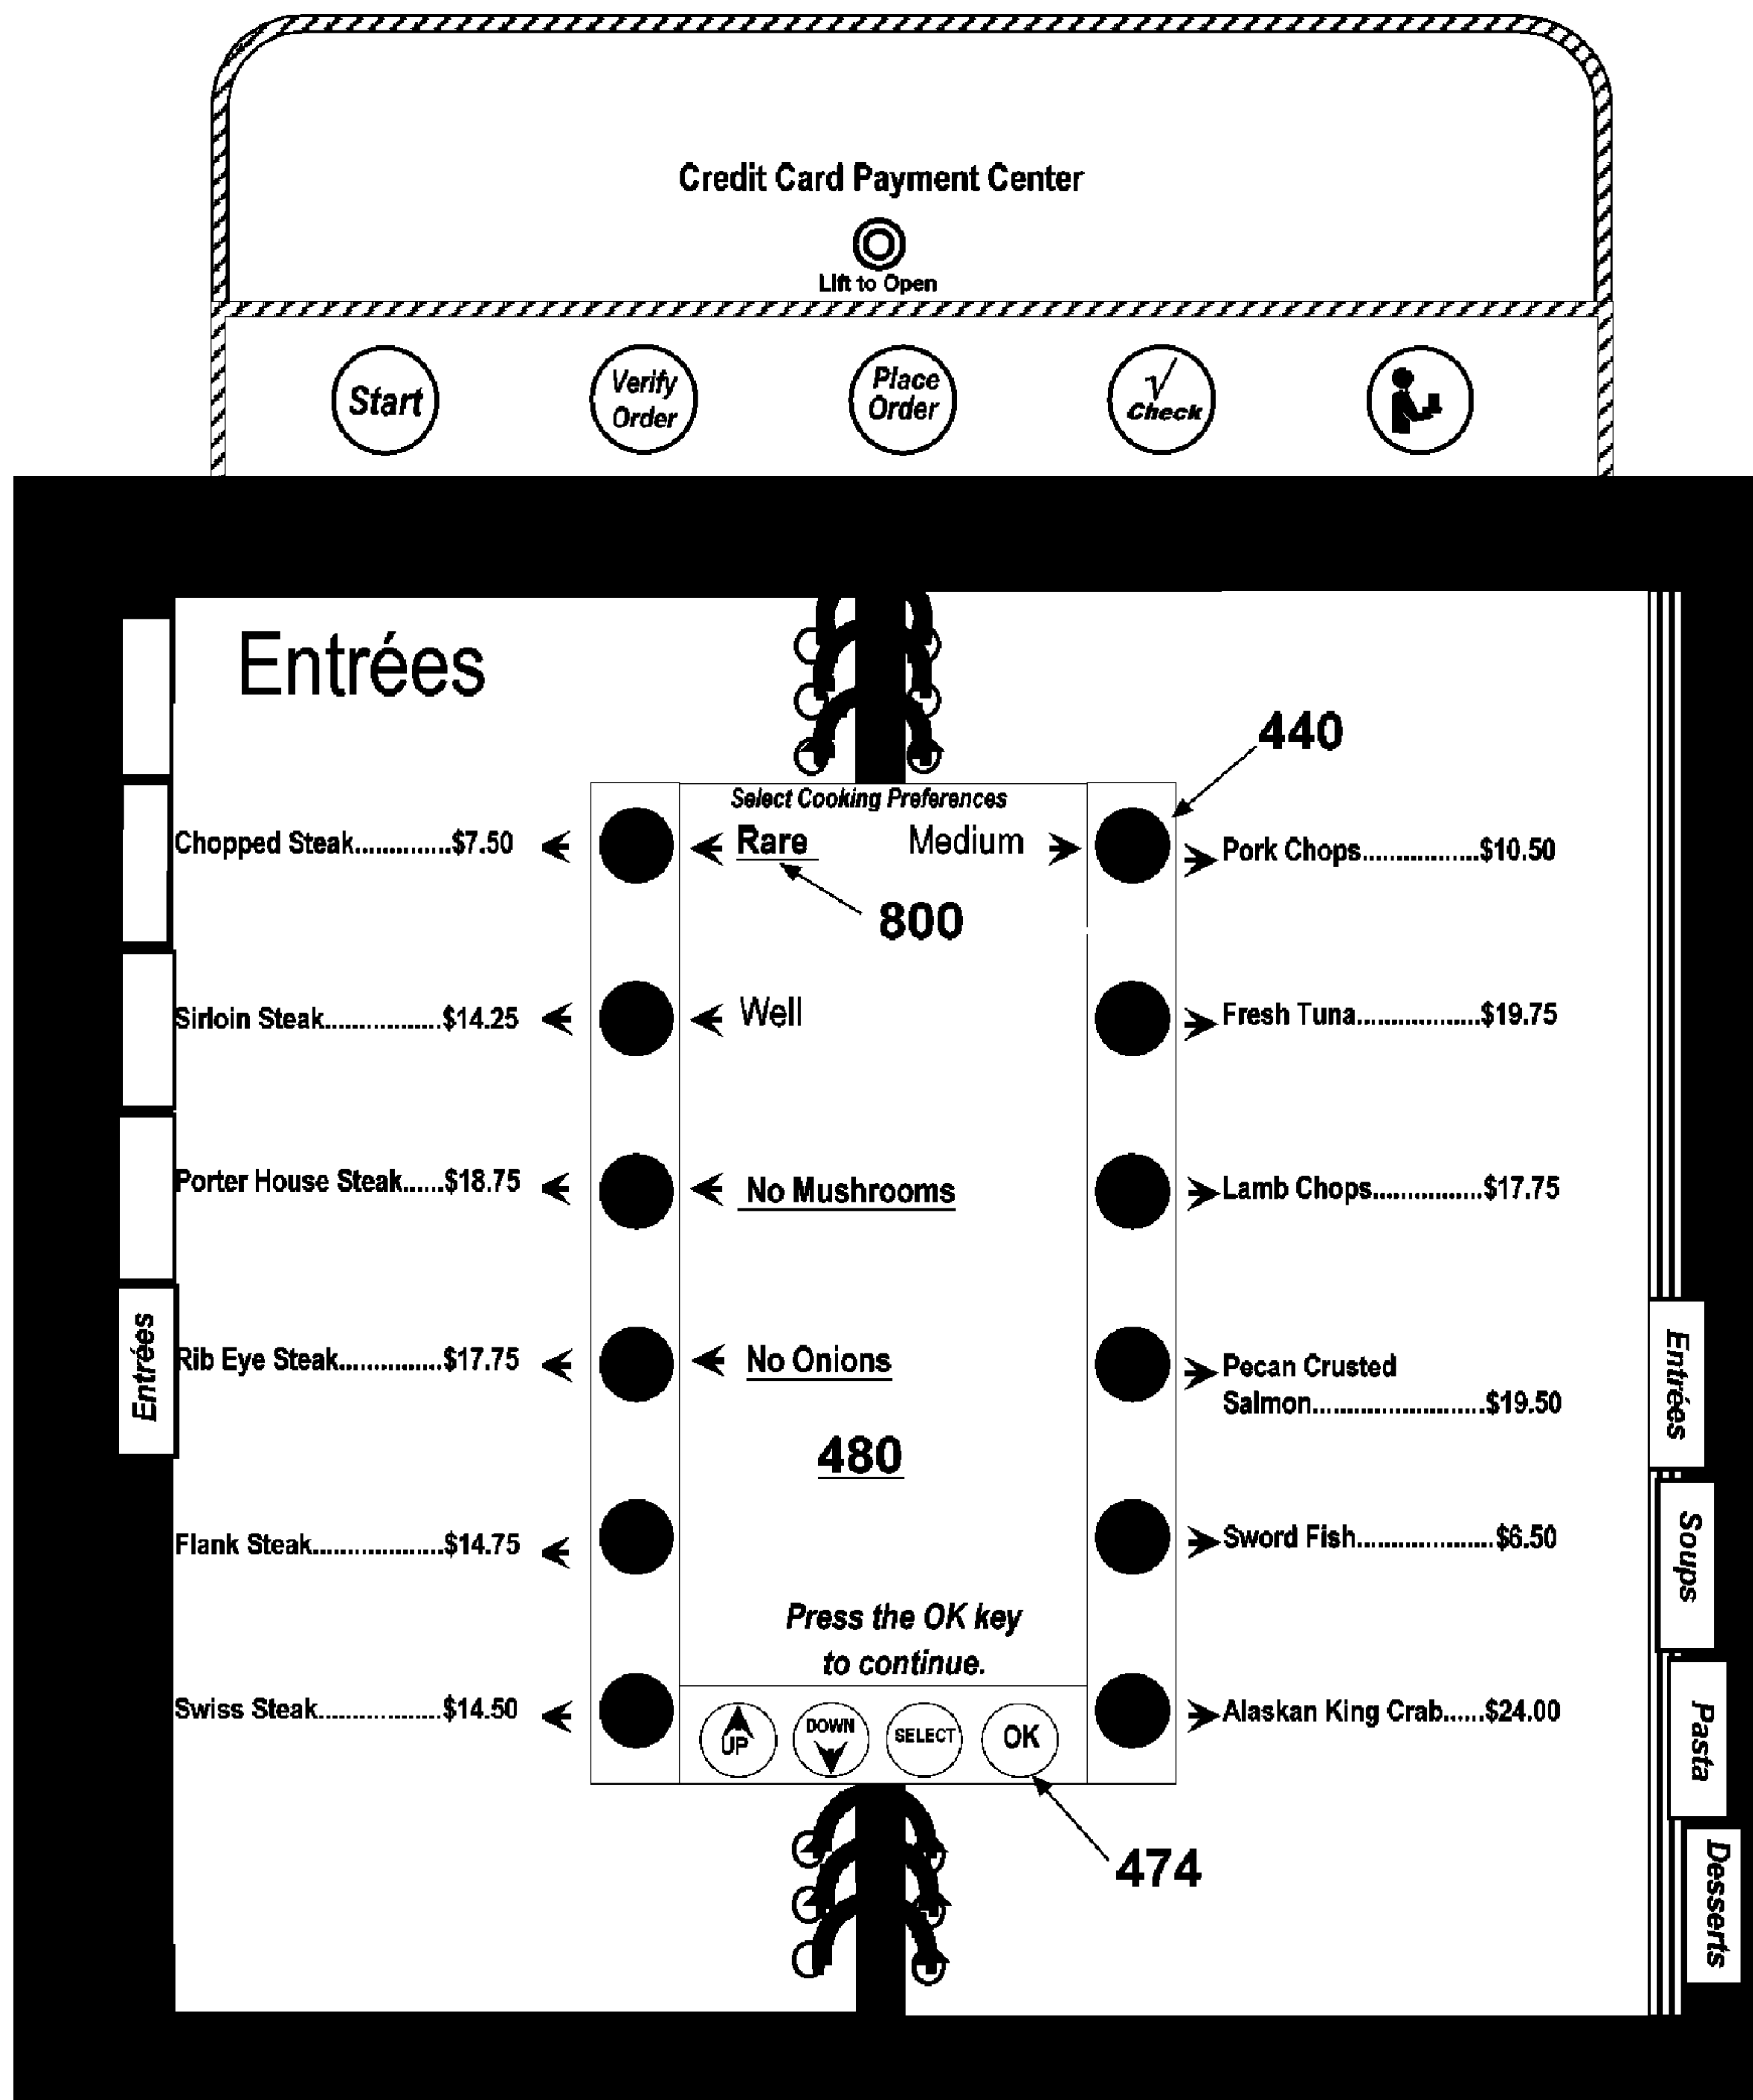 Credit Card Payment Center
Lift to Open
Start
Verify
Order
Place
Order
√
Check
Entrées
440
Select Cooking Preferences
Chopped Steak..............$7.50
Rare
Medium
Pork Chops.................$10.50
800
Sirloin Steak.................$14.25
Well
Fresh Tuna..................$19.75
Porter House Steak......$18.75
No Mushrooms
Lamb Chops................$17.75
Entrées
Rib Eye Steak...............$17.75
No Onions
Pecan Crusted
Salmon.........................$19.50
Entrées
480
Flank Steak...................$14.75
Sword Fish....................$6.50
Soups
Press the OK key
to continue.
Swiss Steak..................$14.50
UP
DOWN
SELECT
OK
Alaskan King Crab......$24.00
Pasta
474
Desserts